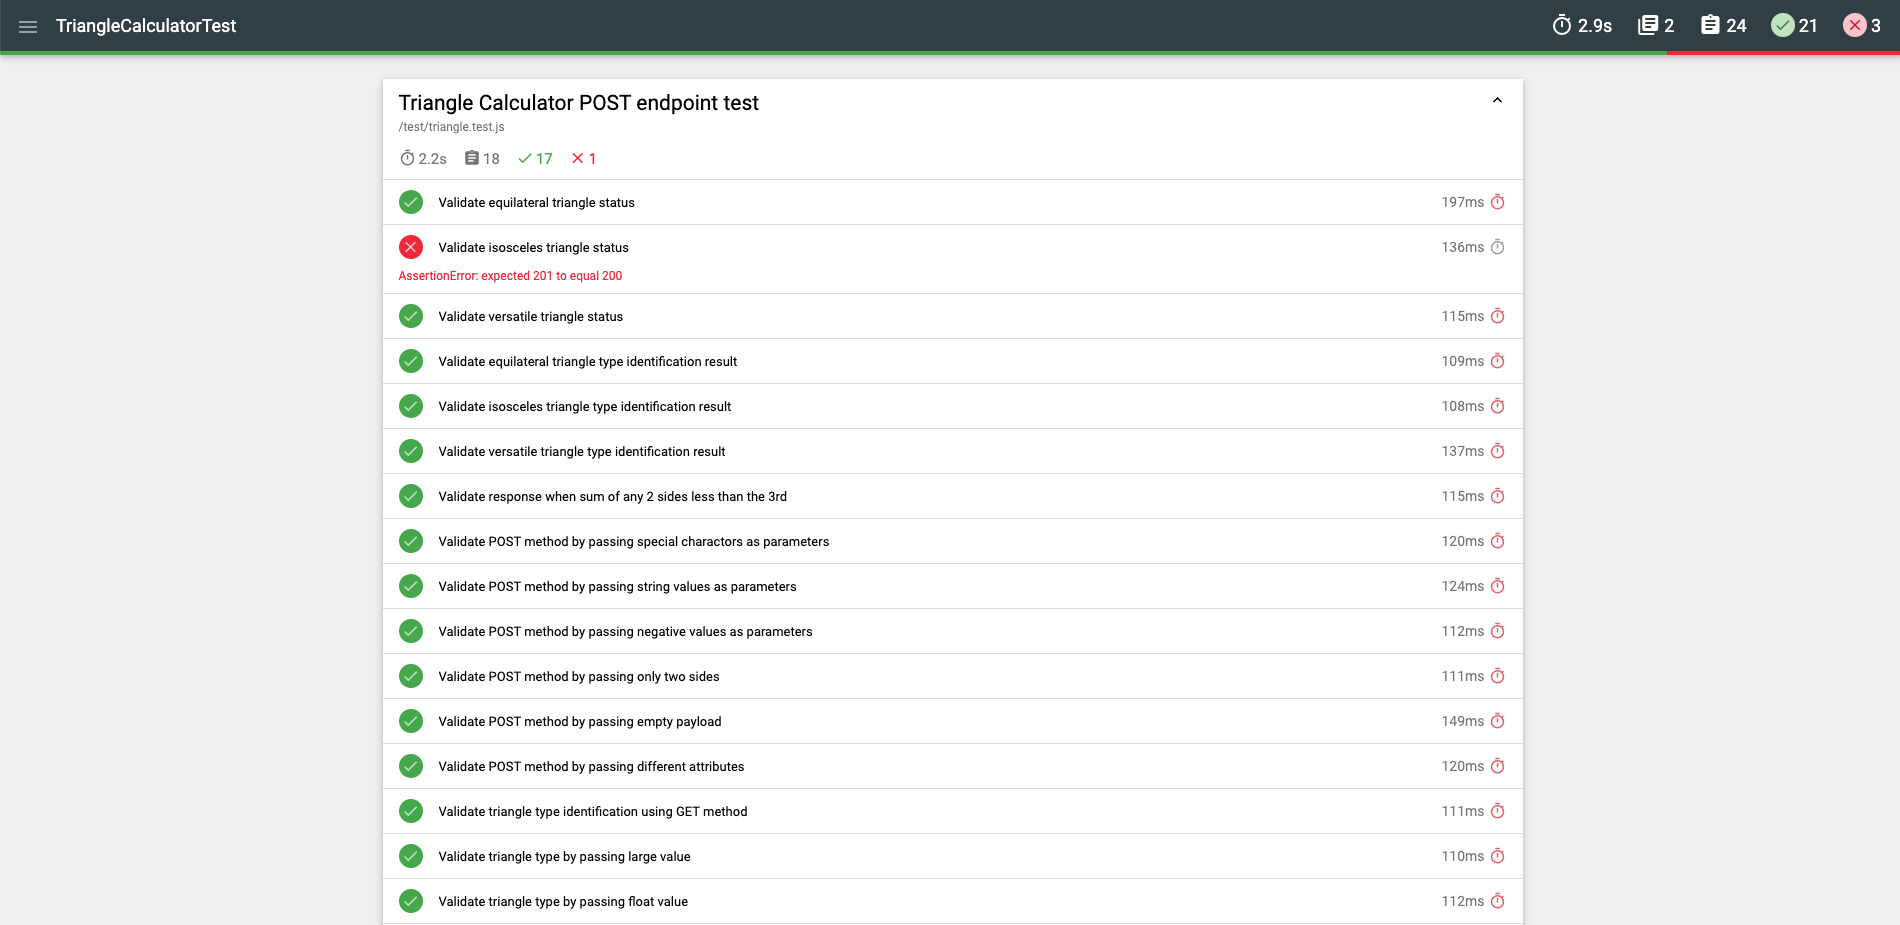 TriangleCalculatorTest 2.9s 2 24 21 3
Triangle Calculator POST endpoint test
/test/triangle.test.js
2.2s 18 17 1
Validate equilateral triangle status 197ms
Validate isosceles triangle status 136ms
AssertionError: expected 201 to equal 200
Validate versatile triangle status 115ms
Validate equilateral triangle type identification result 109ms
Validate isosceles triangle type identification result 108ms
Validate versatile triangle type identification result 137ms
Validate response when sum of any 2 sides less than the 3rd 115ms
Validate POST method by passing special charactors as parameters 120ms
Validate POST method by passing string values as parameters 124ms
Validate POST method by passing negative values as parameters 112ms
Validate POST method by passing only two sides 111ms
Validate POST method by passing empty payload 149ms
Validate POST method by passing different attributes 120ms
Validate triangle type identification using GET method 111ms
Validate triangle type by passing large value 110ms
Validate triangle type by passing float value 112ms